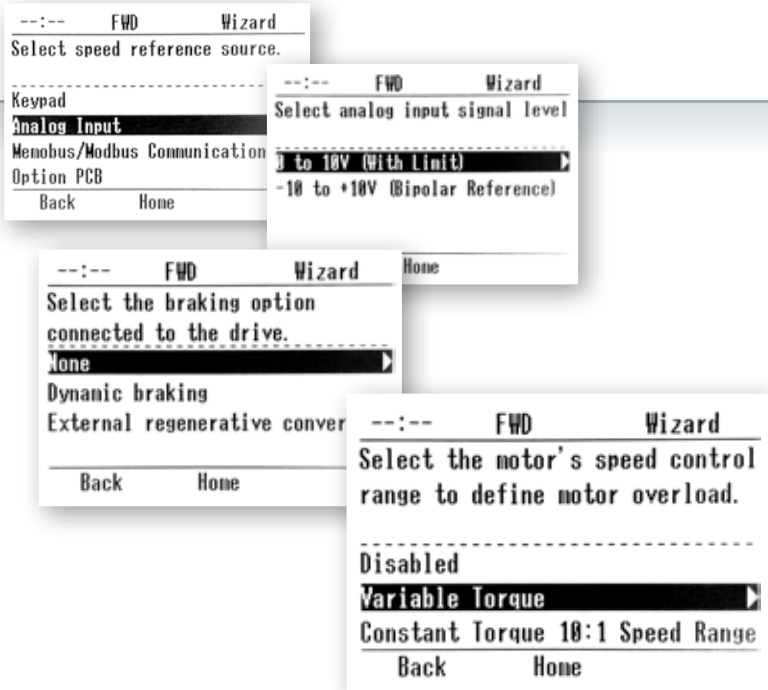 --:-- FWD Wizard
Select speed reference source.
Keypad
Analog Input
Memobus/Modbus Communication
Option PCB
Back Home
--:-- FWD Wizard
Select analog input signal level
0 to 10V (With Limit)
-10 to +10V (Bipolar Reference)
Home
--:-- FWD Wizard
Select the braking option
connected to the drive.
None
Dynamic braking
External regenerative conver
Back Home
--:-- FWD Wizard
Select the motor's speed control
range to define motor overload.
Disabled
Variable Torque
Constant Torque 10:1 Speed Range
Back Home